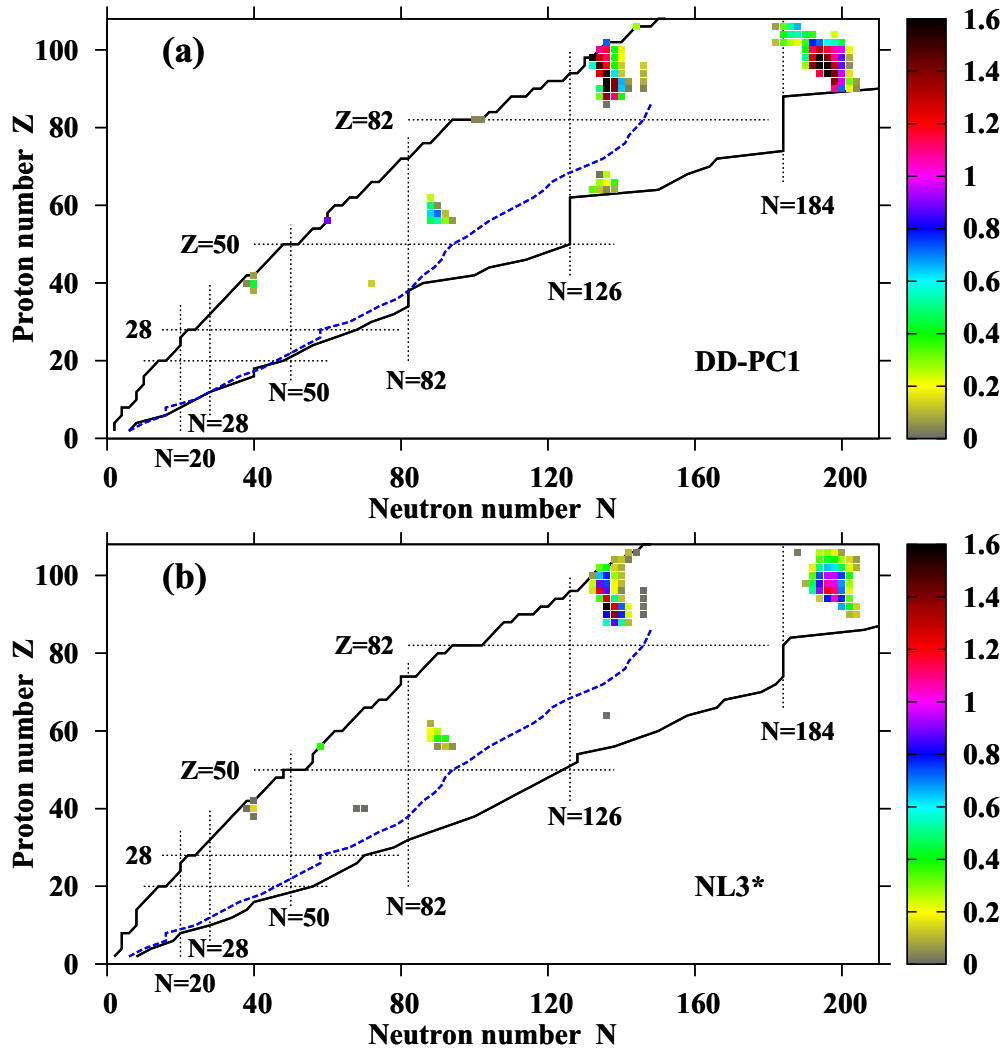 (a)
100
80
60
40
20
0
Proton number Z
Z=82
Z=50
28
N=184
N=126
N=82
N=50
N=28
N=20
DD-PC1
0 40 80 120 160 200
Neutron number N
1.6
1.4
1.2
1
0.8
0.6
0.4
0.2
0
(b)
100
80
60
40
20
0
Proton number Z
Z=82
Z=50
28
N=184
N=126
N=82
N=50
N=28
N=20
NL3*
0 40 80 120 160 200
Neutron number N
1.6
1.4
1.2
1
0.8
0.6
0.4
0.2
0